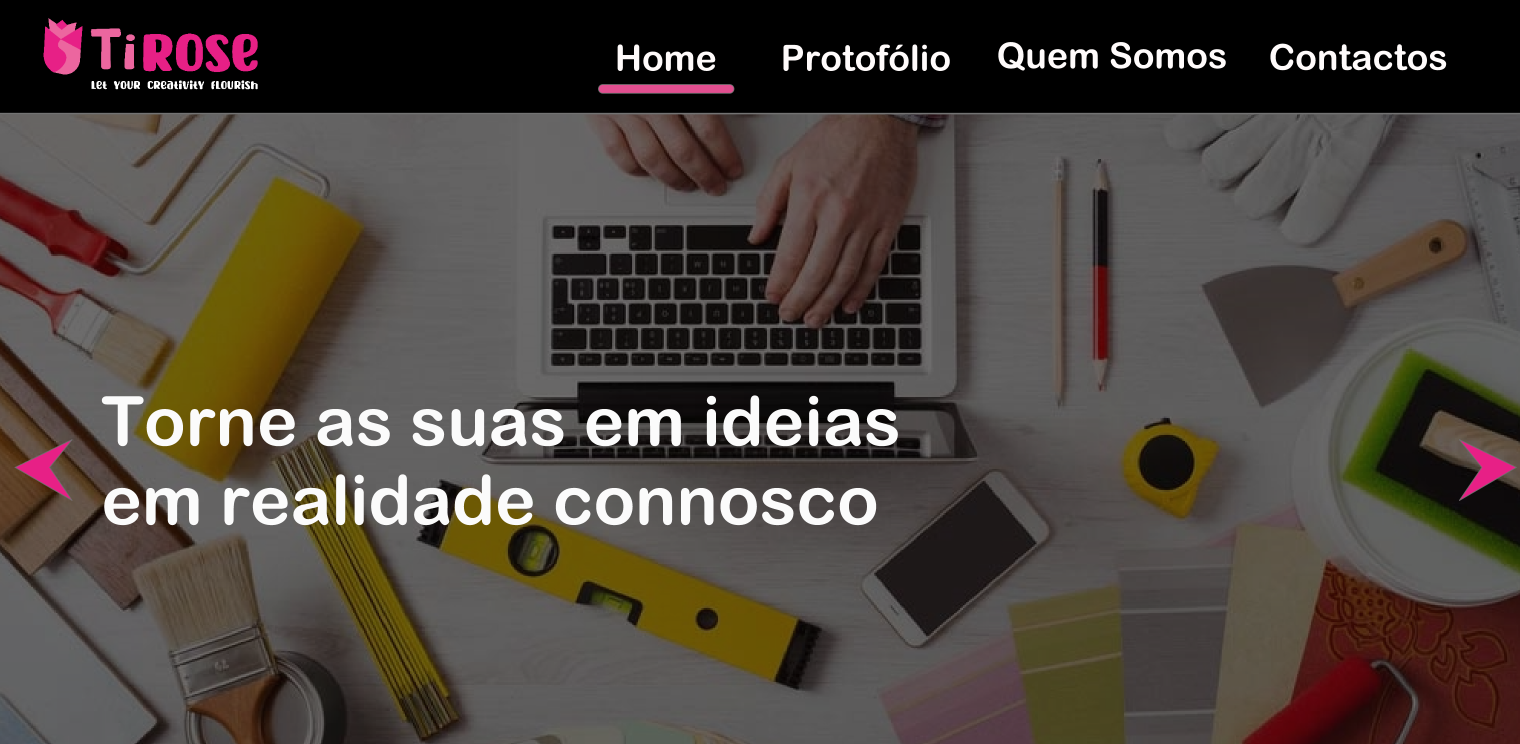 TiROSE
Let your creativity flourish
Home Protofólio Quem Somos Contactos
Torne as suas em ideias
em realidade connosco